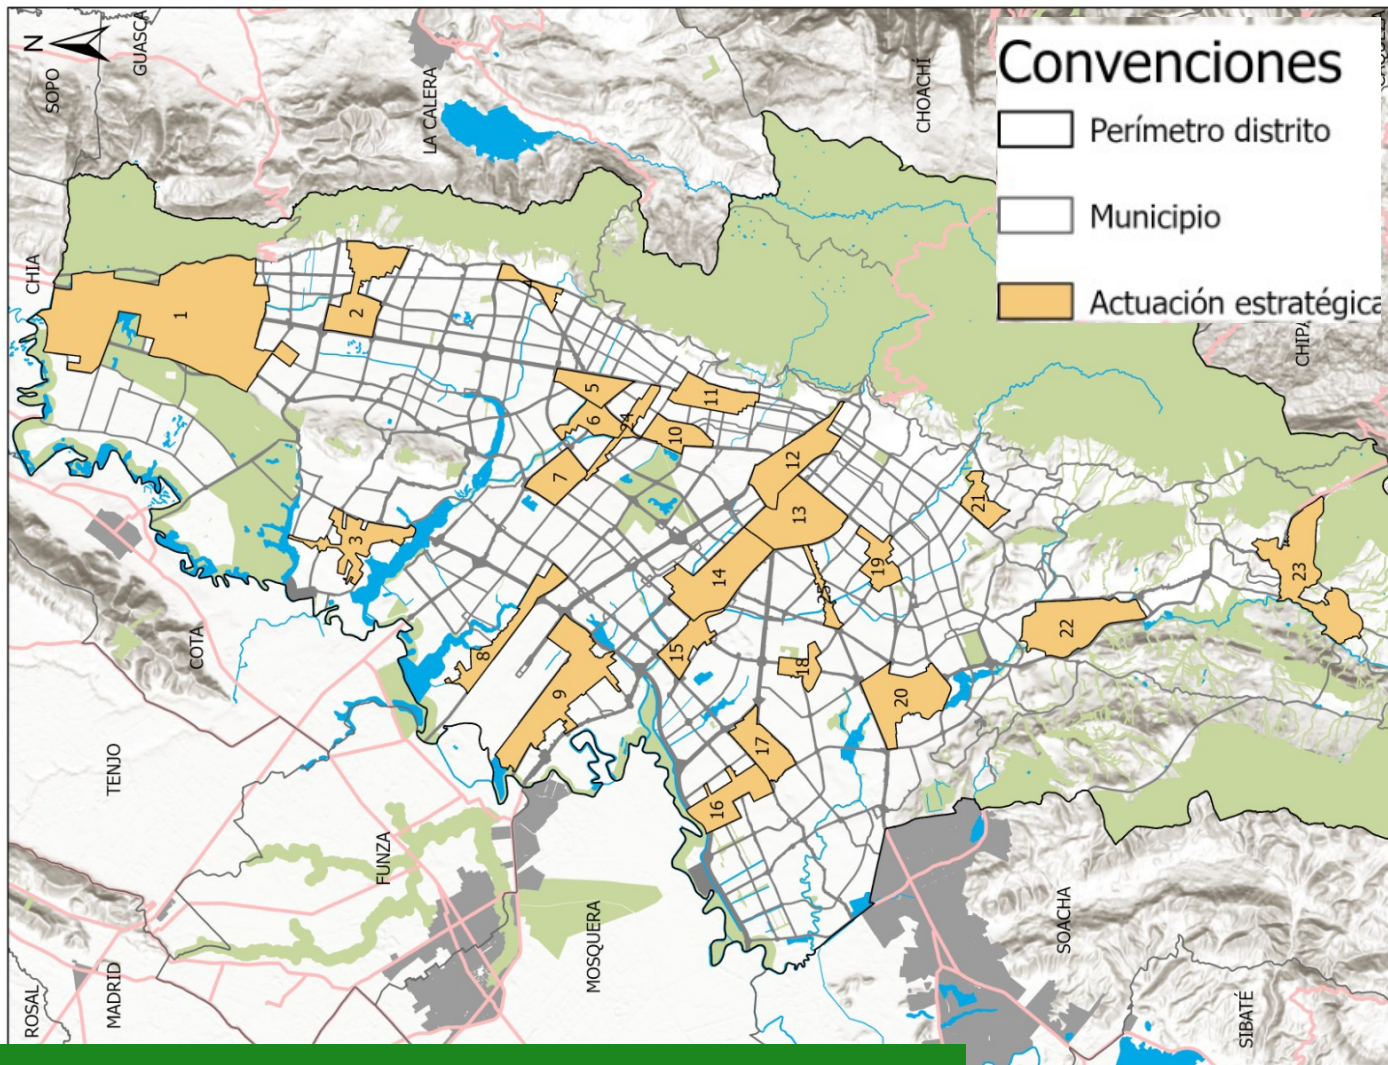 N
SOPO
GUASCA
LA CALERA
CHOACHÍ
Convenciones
Perímetro distrito
Municipio
Actuación estratégica
CHIA
COTA
TENJO
FUNZA
MADRID
ROSAL
MOSQUERA
SOACHA
SIBATÉ
1
2
3
5
6
7
8
9
10
11
12
13
14
15
16
17
18
19
20
21
22
23
24